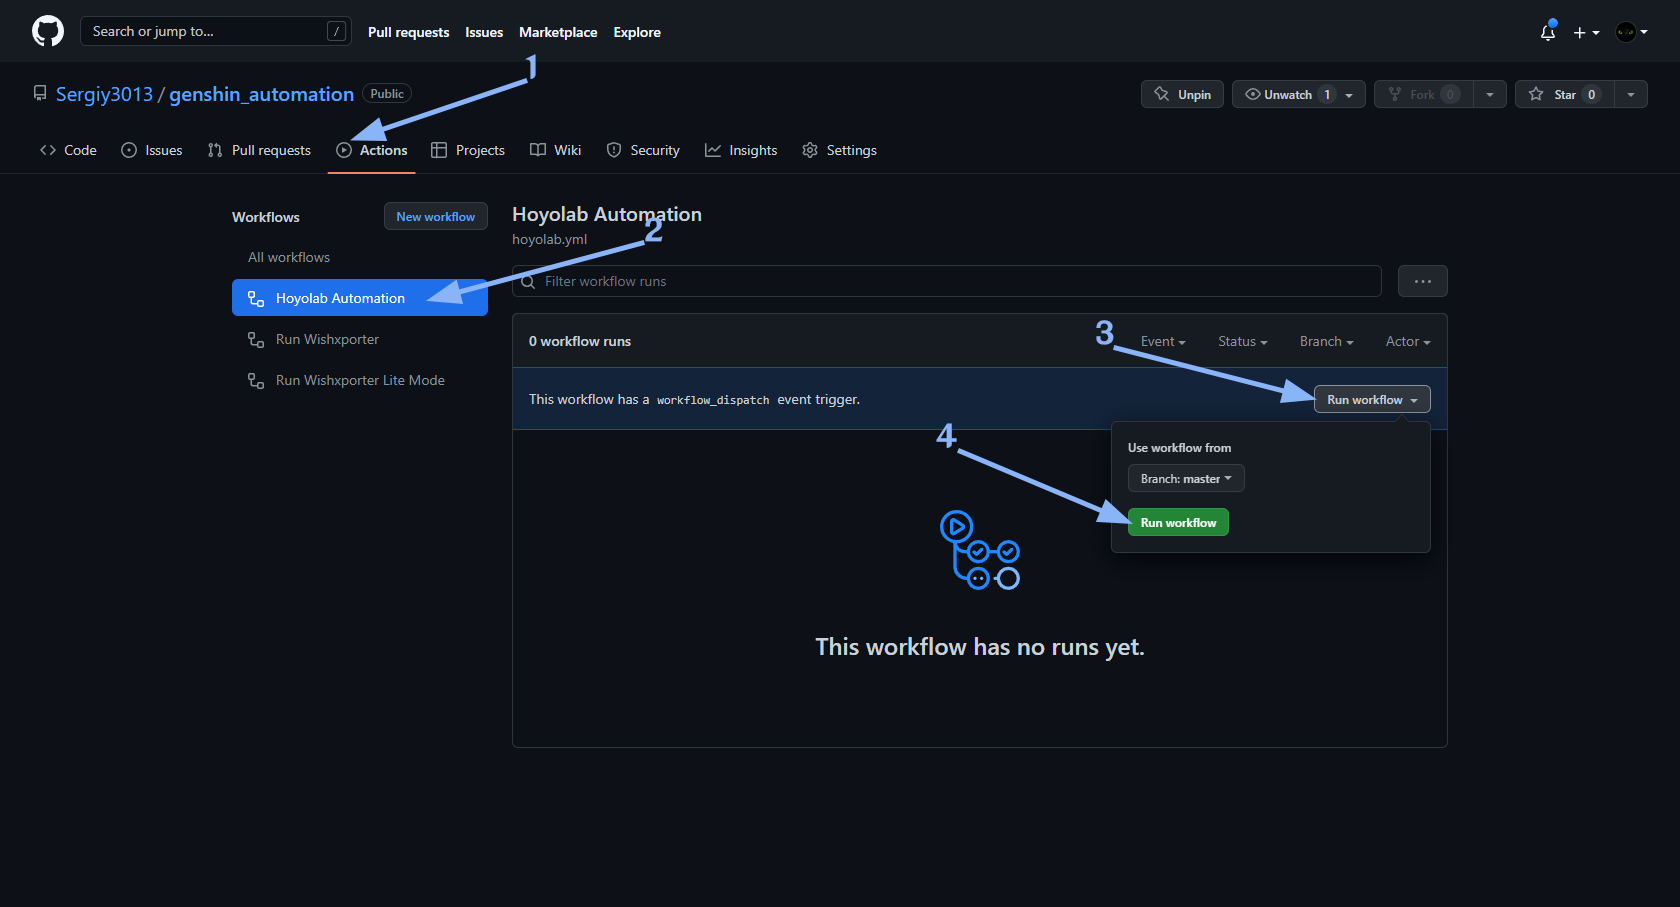 Search or jump to... /
Pull requests Issues Marketplace Explore
1
Sergiy3013 / genshin_automation Public
Unpin Unwatch 1 Fork 0 Star 0
Code Issues Pull requests Actions Projects Wiki Security Insights Settings
Workflows New workflow
All workflows
Hoyolab Automation
Run Wishxporter
Run Wishxporter Lite Mode
Hoyolab Automation
2
hoyolab.yml
Filter workflow runs
...
3
0 workflow runs Event Status Branch Actor
This workflow has a workflow_dispatch event trigger. Run workflow
4
Use workflow from
Branch: master
Run workflow
This workflow has no runs yet.